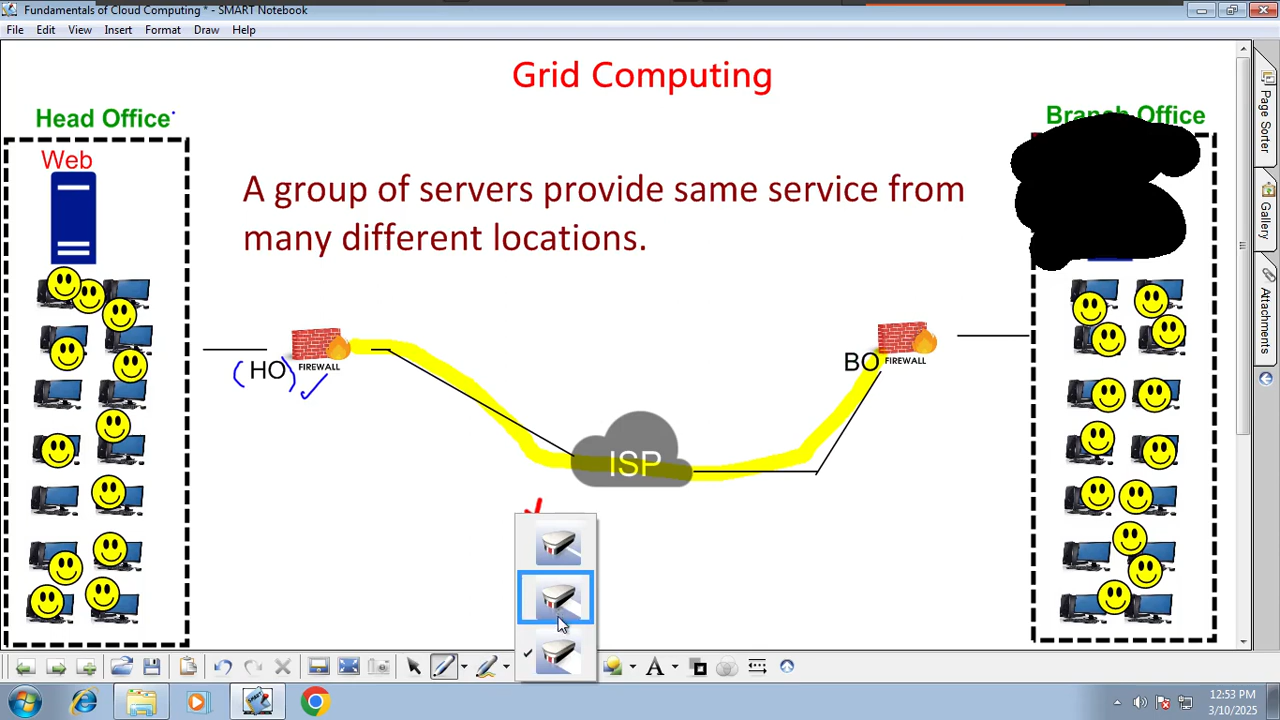 Fundamentals of Cloud Computing * - SMART Notebook
File Edit View Insert Format Draw Help
Grid Computing
Head Office
Branch Office
Web
A group of servers provide same service from
many different locations.
(HO)
FIREWALL
BO
FIREWALL
ISP
Page Sorter
Gallery
Attachments
A
12:53 PM
3/10/2025